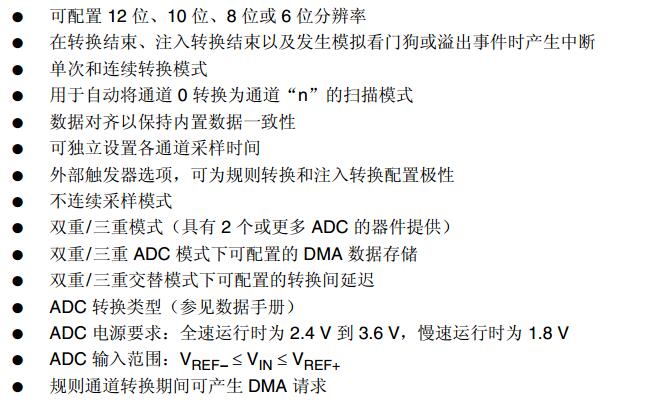 ● 可配置 12 位、10 位、8 位或 6 位分辨率
● 在转换结束、注入转换结束以及发生模拟看门狗或溢出事件时产生中断
● 单次和连续转换模式
● 用于自动将通道 0 转换为通道“n”的扫描模式
● 数据对齐以保持内置数据一致性
● 可独立设置各通道采样时间
● 外部触发器选项，可为规则转换和注入转换配置极性
● 不连续采样模式
● 双重/三重模式（具有 2 个或更多 ADC 的器件提供）
● 双重/三重 ADC 模式下可配置的 DMA 数据存储
● 双重/三重交替模式下可配置的转换间延迟
● ADC 转换类型（参见数据手册）
● ADC 电源要求：全速运行时为 2.4 V 到 3.6 V，慢速运行时为 1.8 V
● ADC 输入范围：VREF– ≤ VIN ≤ VREF+
● 规则通道转换期间可产生 DMA 请求